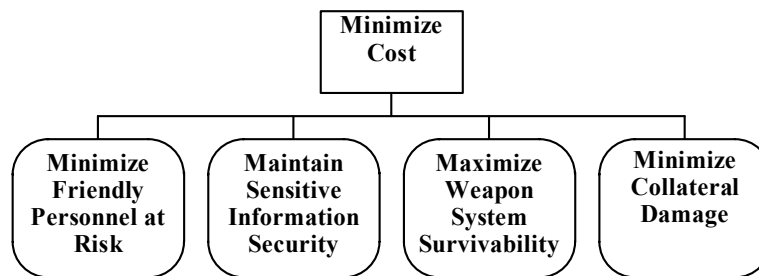 Minimize
Cost
Minimize
Friendly
Personnel at
Risk
Maintain
Sensitive
Information
Security
Maximize
Weapon
System
Survivability
Minimize
Collateral
Damage